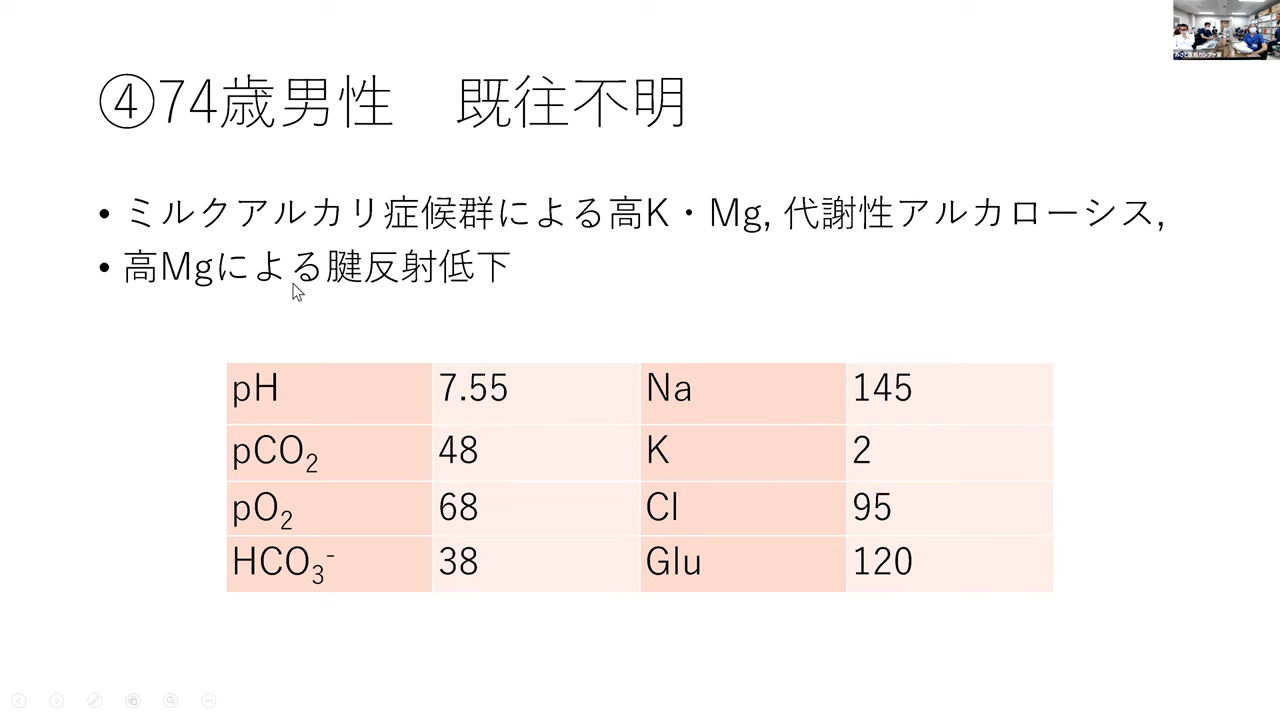 ④74歳男性　既往不明
• ミルクアルカリ症候群による高K・Mg, 代謝性アルカローシス,
• 高Mgによる腱反射低下
pH 7.55 Na 145
pCO₂ 48 K 2
pO₂ 68 Cl 95
HCO₃⁻ 38 Glu 120